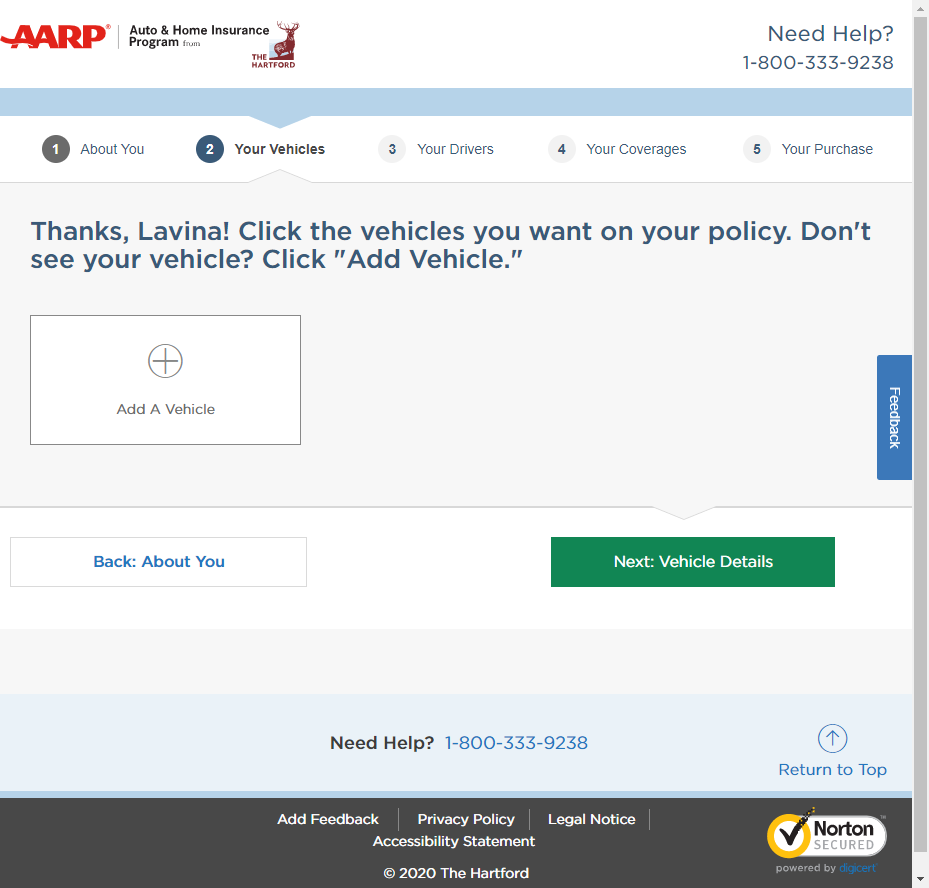 AARP® Auto & Home Insurance
Program from
THE
HARTFORD
Need Help?
1-800-333-9238
1 About You 2 Your Vehicles 3 Your Drivers 4 Your Coverages 5 Your Purchase
Thanks, Lavina! Click the vehicles you want on your policy. Don't
see your vehicle? Click "Add Vehicle."
Add A Vehicle
Feedback
Back: About You Next: Vehicle Details
Need Help? 1-800-333-9238
Return to Top
Add Feedback Privacy Policy Legal Notice
Accessibility Statement
© 2020 The Hartford
Norton™
SECURED
powered by digicert